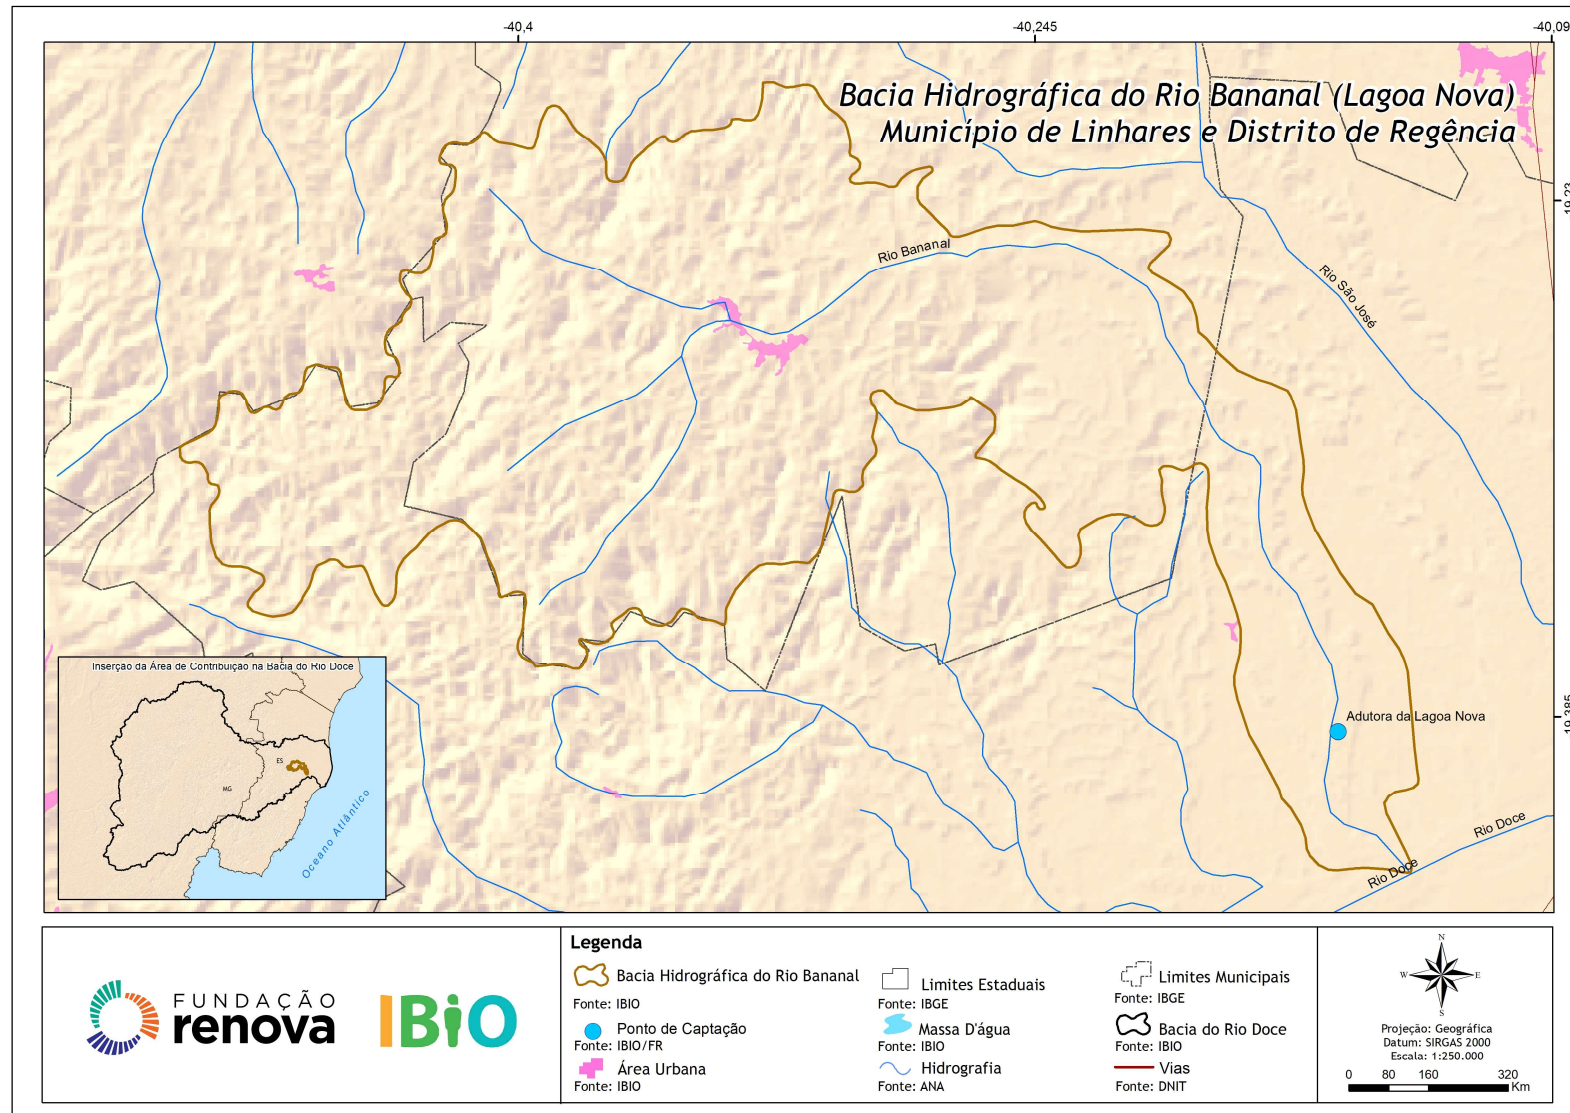 -40,4
-40,245
-40,09
Bacia Hidrográfica do Rio Bananal (Lagoa Nova)
Município de Linhares e Distrito de Regência
Rio Bananal
Rio São José
Adutora da Lagoa Nova
Rio Doce
Rio Doce
Inserção da Área de Contribuição na Bacia do Rio Doce
ES
MG
Oceano Atlântico
FUNDAÇÃO
renova
IBiO
Legenda
Bacia Hidrográfica do Rio Bananal
Fonte: IBIO
Ponto de Captação
Fonte: IBIO/FR
Área Urbana
Fonte: IBIO
Limites Estaduais
Fonte: IBGE
Massa D'água
Fonte: IBIO
Hidrografia
Fonte: ANA
Limites Municipais
Fonte: IBGE
Bacia do Rio Doce
Fonte: IBIO
Vias
Fonte: DNIT
N
W
E
S
Projeção: Geográfica
Datum: SIRGAS 2000
Escala: 1:250.000
0 80 160 320
Km